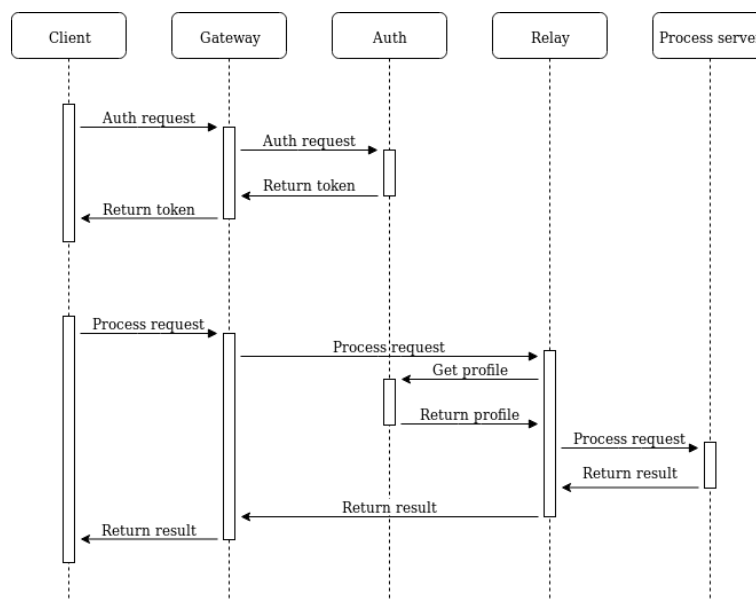 Client
Gateway
Auth
Relay
Process server
Auth request
Auth request
Return token
Return token
Process request
Process request
Get profile
Return profile
Process request
Return result
Return result
Return result